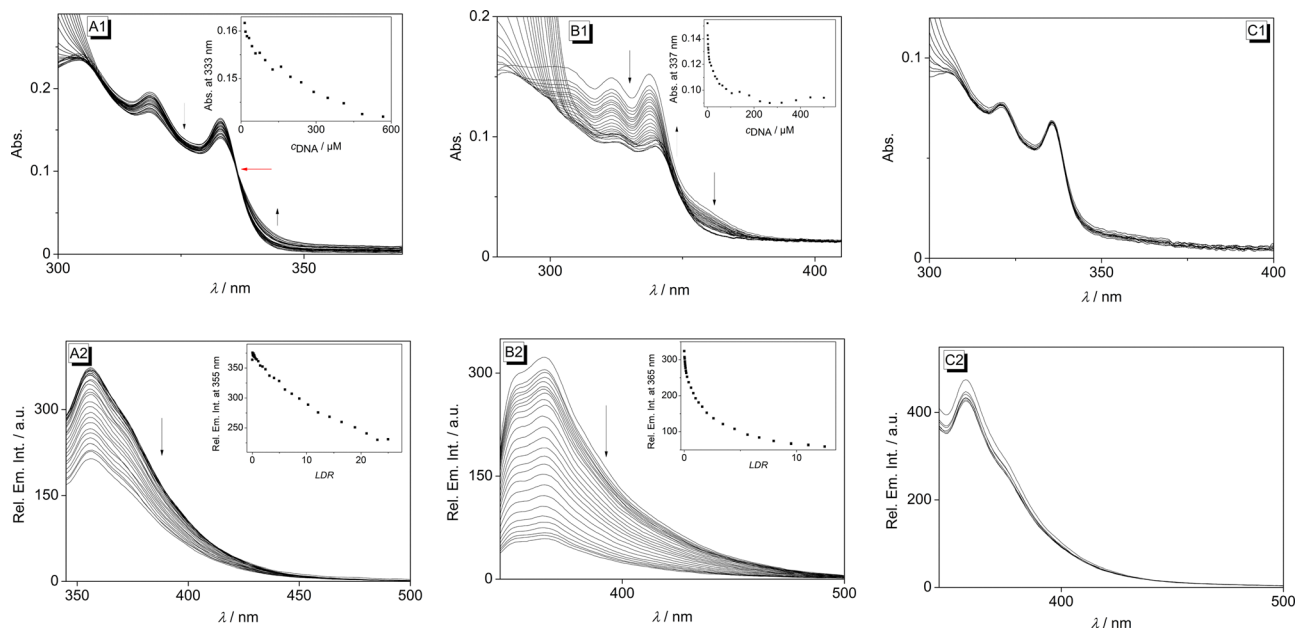 A1
Abs.
0.2
0.1
0
300
350
λ / nm
Abs. at 333 nm
0.16
0.15
0
300
600
cDNA / µM
B1
Abs.
0.2
0.1
0
300
350
400
λ / nm
Abs. at 337 nm
0.14
0.12
0.10
0
200
400
cDNA / µM
C1
Abs.
0.1
0
300
350
400
λ / nm
A2
Rel. Em. Int. / a.u.
300
150
0
350
400
450
500
λ / nm
Rel. Em. Int. at 355 nm
350
300
250
0
10
20
LDR
B2
Rel. Em. Int. / a.u.
300
150
0
400
500
λ / nm
Rel. Em. Int. at 365 nm
300
200
100
0
5
10
LDR
C2
Rel. Em. Int. / a.u.
400
200
0
400
500
λ / nm